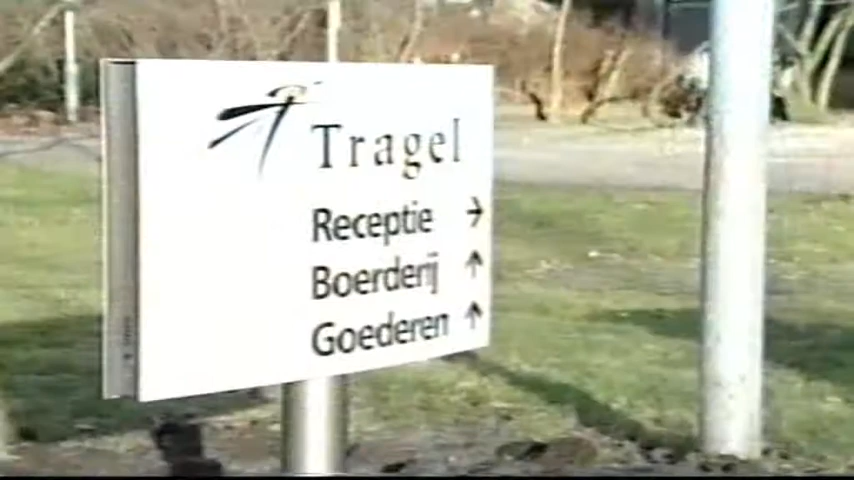 Tragel
Receptie →
Boerderij ↑
Goederen ↑